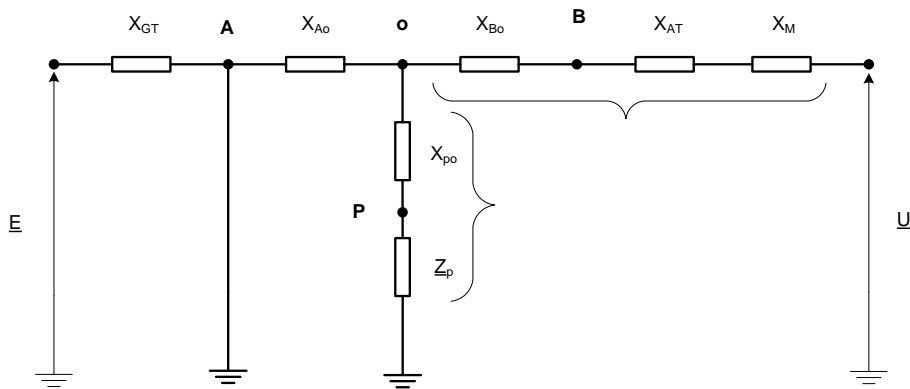 X_GT A X_Ao o X_Bo B X_AT X_M
X_po
P
E U
Z_p